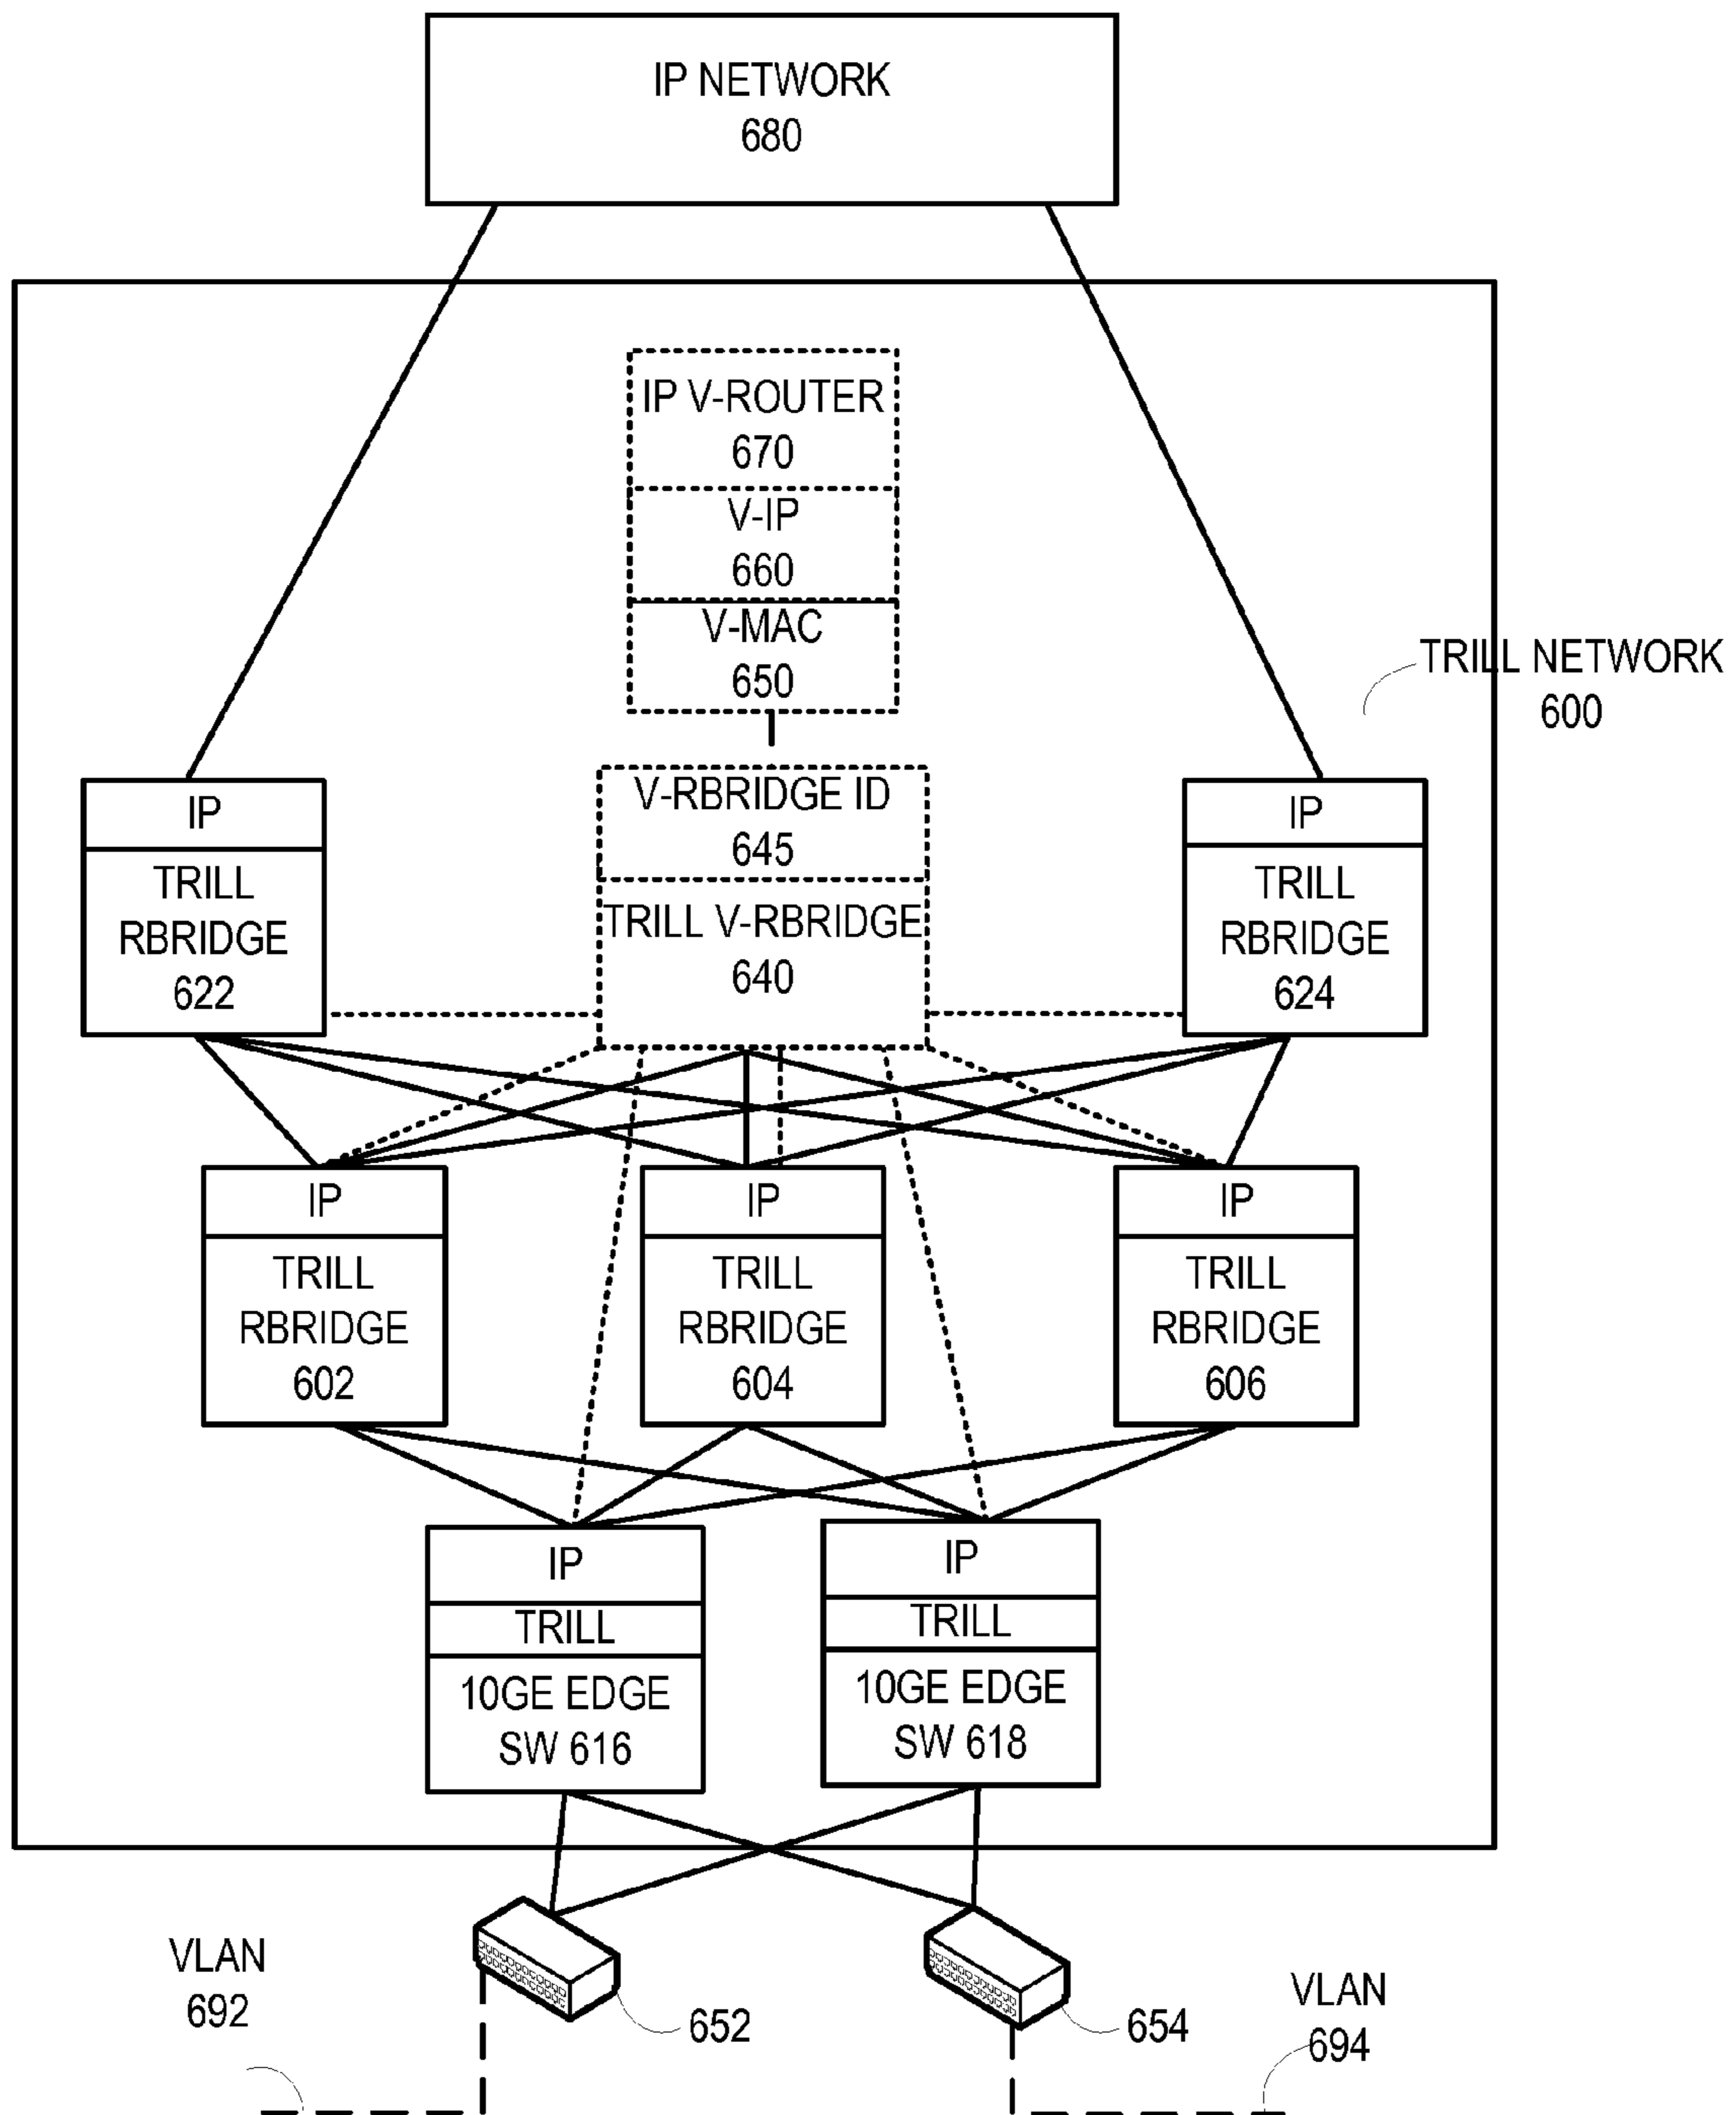 IP NETWORK
680
IP V-ROUTER
670
V-IP
660
V-MAC
650
TRILL NETWORK
600
V-RBRIDGE ID
645
TRILL V-RBRIDGE
640
IP
TRILL
RBRIDGE
622
IP
TRILL
RBRIDGE
624
IP
TRILL
RBRIDGE
602
IP
TRILL
RBRIDGE
604
IP
TRILL
RBRIDGE
606
IP
TRILL
10GE EDGE
SW 616
IP
TRILL
10GE EDGE
SW 618
VLAN
692
652
654
VLAN
694